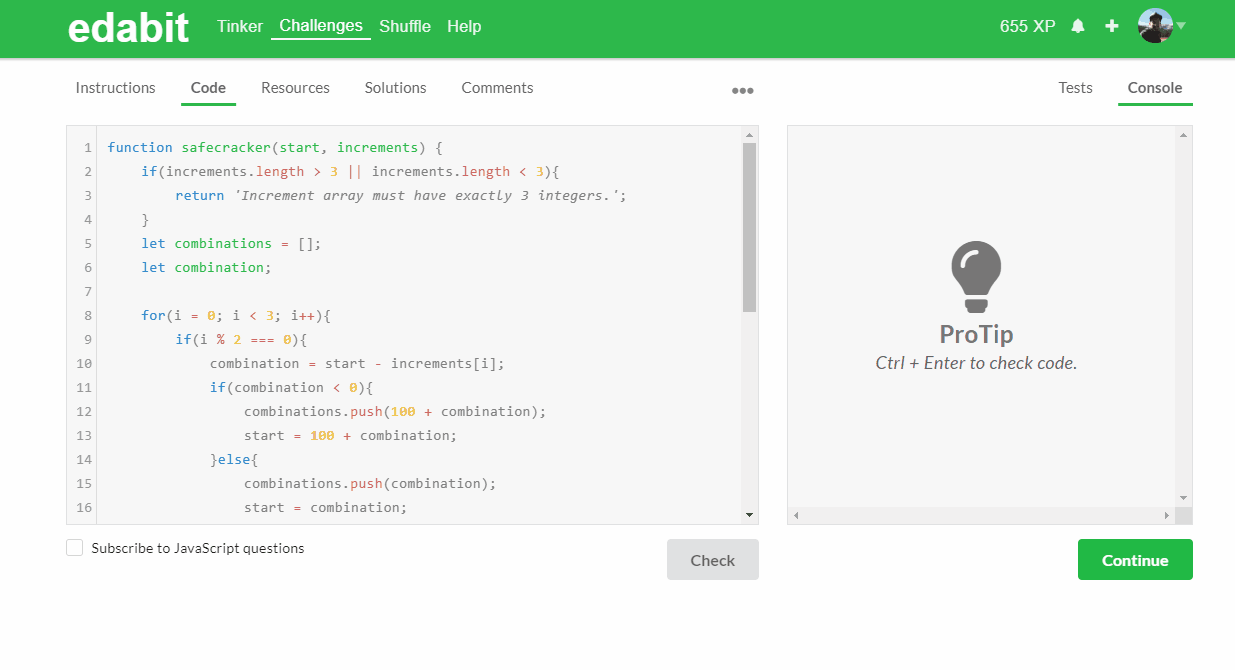 edabit Tinker Challenges Shuffle Help 655 XP
Instructions Code Resources Solutions Comments Tests Console
1 function safecracker(start, increments) {
2 if(increments.length > 3 || increments.length < 3){
3 return 'Increment array must have exactly 3 integers.';
4 }
5 let combinations = [];
6 let combination;
7
8 for(i = 0; i < 3; i++){
9 if(i % 2 === 0){
10 combination = start - increments[i];
11 if(combination < 0){
12 combinations.push(100 + combination);
13 start = 100 + combination;
14 }else{
15 combinations.push(combination);
16 start = combination;
ProTip
Ctrl + Enter to check code.
Subscribe to JavaScript questions
Check
Continue